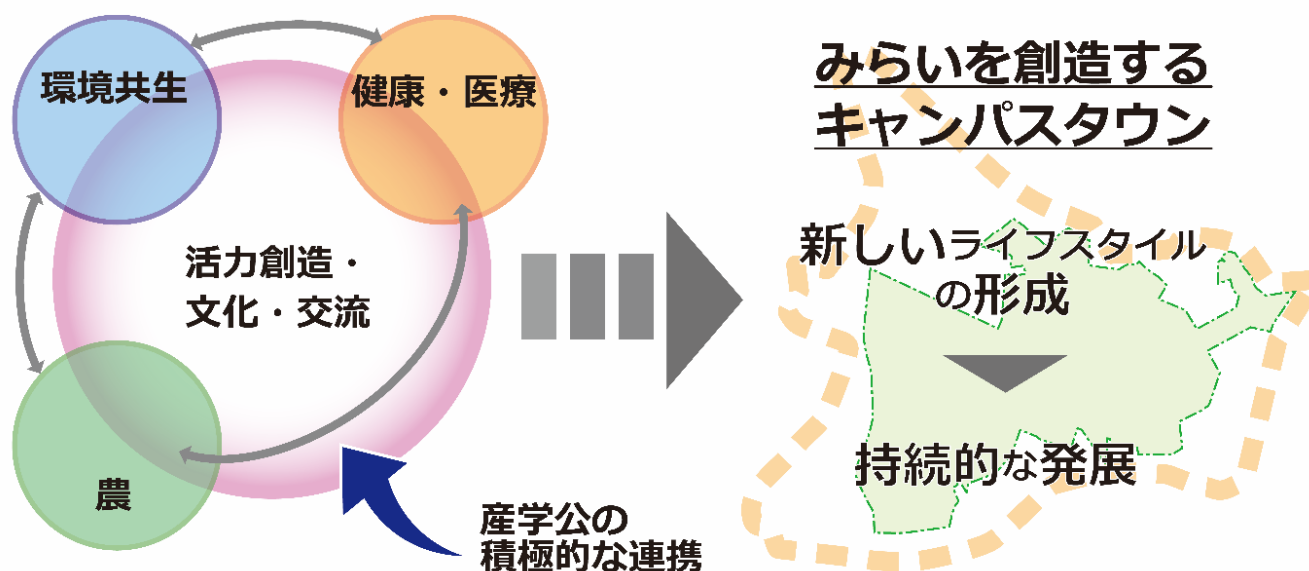 環境共生
健康・医療
活力創造・
文化・交流
農
産学公の
積極的な連携
みらいを創造する
キャンパスタウン
新しいライフスタイル
の形成
持続的な発展